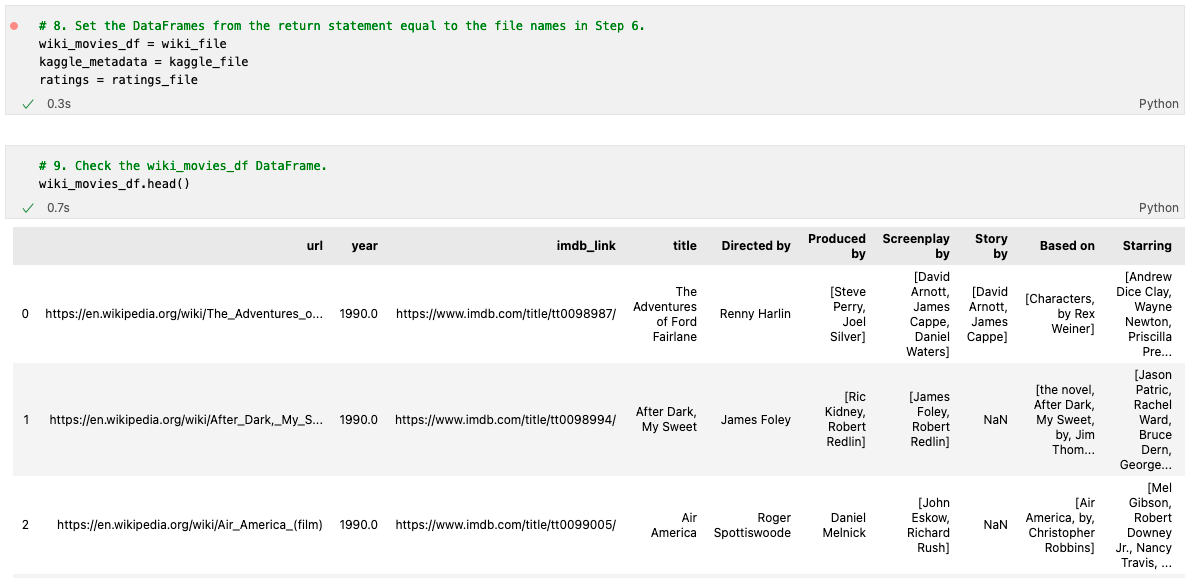 # 8. Set the DataFrames from the return statement equal to the file names in Step 6.
wiki_movies_df = wiki_file
kaggle_metadata = kaggle_file
ratings = ratings_file
0.3s
Python
# 9. Check the wiki_movies_df DataFrame.
wiki_movies_df.head()
0.7s
Python
url year imdb_link title Directed by Produced by Screenplay by Story by Based on Starring
0 https://en.wikipedia.org/wiki/The_Adventures_o... 1990.0 https://www.imdb.com/title/tt0098987/ The Adventures of Ford Fairlane Renny Harlin [Steve Perry, Joel Silver] [David Arnott, James Cappe, Daniel Waters] [David Arnott, James Cappe] [Characters, by Rex Weiner] [Andrew Dice Clay, Wayne Newton, Priscilla Pre...
1 https://en.wikipedia.org/wiki/After_Dark,_My_S... 1990.0 https://www.imdb.com/title/tt0098994/ After Dark, My Sweet James Foley [Ric Kidney, Robert Redlin] [James Foley, Robert Redlin] NaN [the novel, After Dark, My Sweet, by, Jim Thom... [Jason Patric, Rachel Ward, Bruce Dern, George...
2 https://en.wikipedia.org/wiki/Air_America_(film) 1990.0 https://www.imdb.com/title/tt0099005/ Air America Roger Spottiswoode Daniel Melnick [John Eskow, Richard Rush] NaN [Air America, by, Christopher Robbins] [Mel Gibson, Robert Downey Jr., Nancy Travis, ...